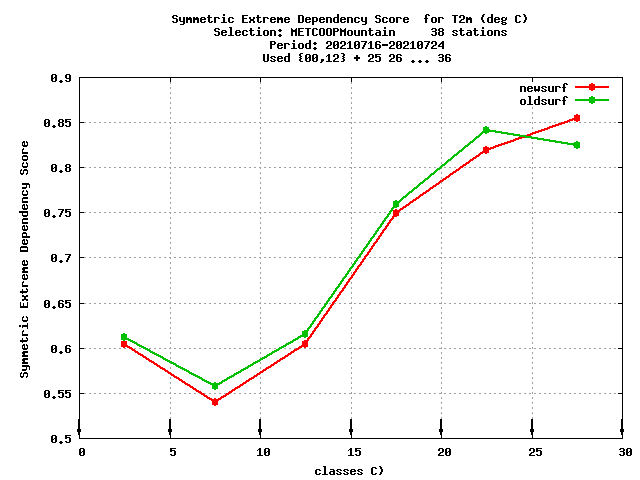 Symmetric Extreme Dependency Score  for T2m (deg C)
Selection: METCOOPMountain     38 stations
Period: 20210716-20210724
Used {00,12} + 25 26 ... 36
newsurf
oldsurf
Symmetric Extreme Dependency Score
0.9
0.85
0.8
0.75
0.7
0.65
0.6
0.55
0.5
0 5 10 15 20 25 30
classes C)